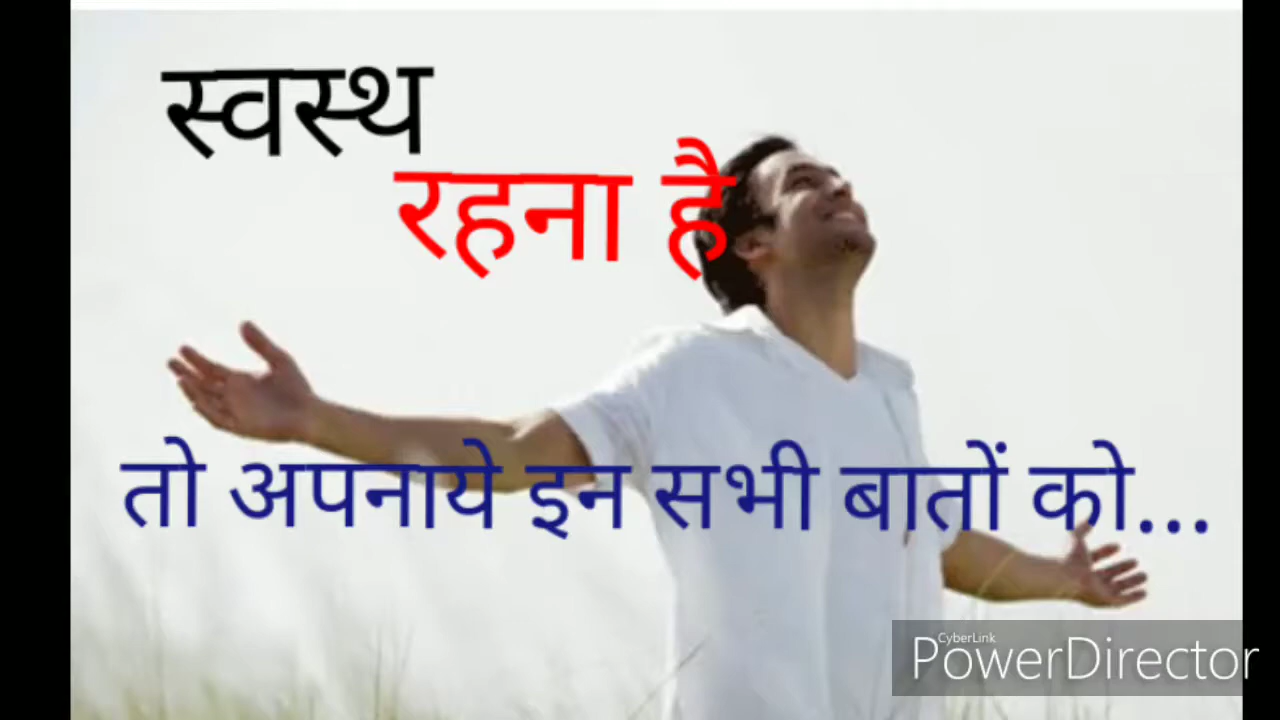 स्वस्थ
रहना है
तो अपनाये इन सभी बातों को...
CyberLink
PowerDirector